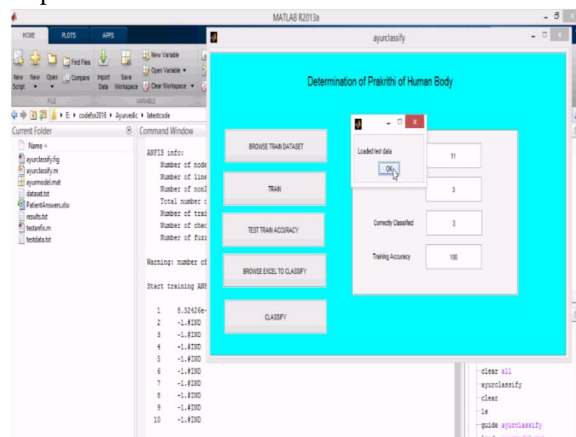 MATLAB R2013a
HOME PLOTS APPS
New Script
New
Open
Find Files
Compare
Import Data
Save Workspace
New Variable
Open Variable
Clear Workspace
FILE
VARIABLE
E: codefox2016 Ayurvedic latestcode
Current Folder
Name
ayurclassify.fig
ayurclassify.m
ayurmodel.mat
dataset.txt
PatientAnswers.xlsx
results.txt
testanfis.m
testdata.txt
Command Window
ANFIS info:
Number of node
Number of line
Number of nonl
Total number o
Number of trai
Number of chec
Number of fuzz
Warning: number of
Start training ANF
1 8.32426e-
2 -1.#IND
3 -1.#IND
4 -1.#IND
5 -1.#IND
6 -1.#IND
7 -1.#IND
8 -1.#IND
9 -1.#IND
10 -1.#IND
ayurclassify
Determination of Prakrithi of Human Body
BROWSE TRAIN DATASET
TRAIN
TEST TRAIN ACCURACY
BROWSE EXCEL TO CLASSIFY
CLASSIFY
Loaded test data
OK
11
3
Correctly Classified 3
Training Accuracy 100
clear all
ayurclassify
clear
ls
guide ayurclassify